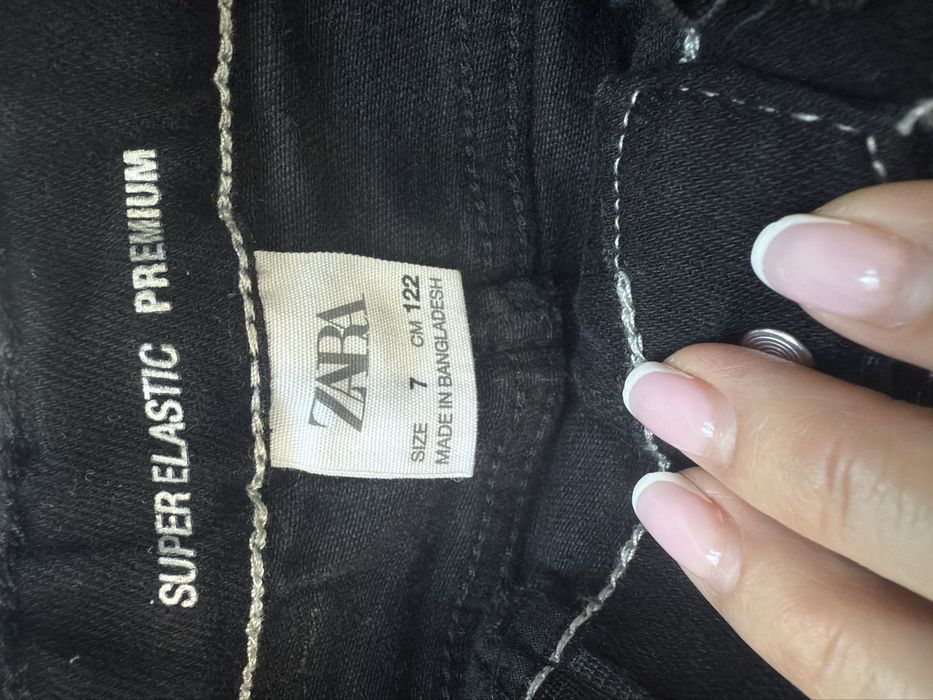 SUPER ELASTIC PREMIUM
ZARA
SIZE 7 CM 122
MADE IN BANGLADESH